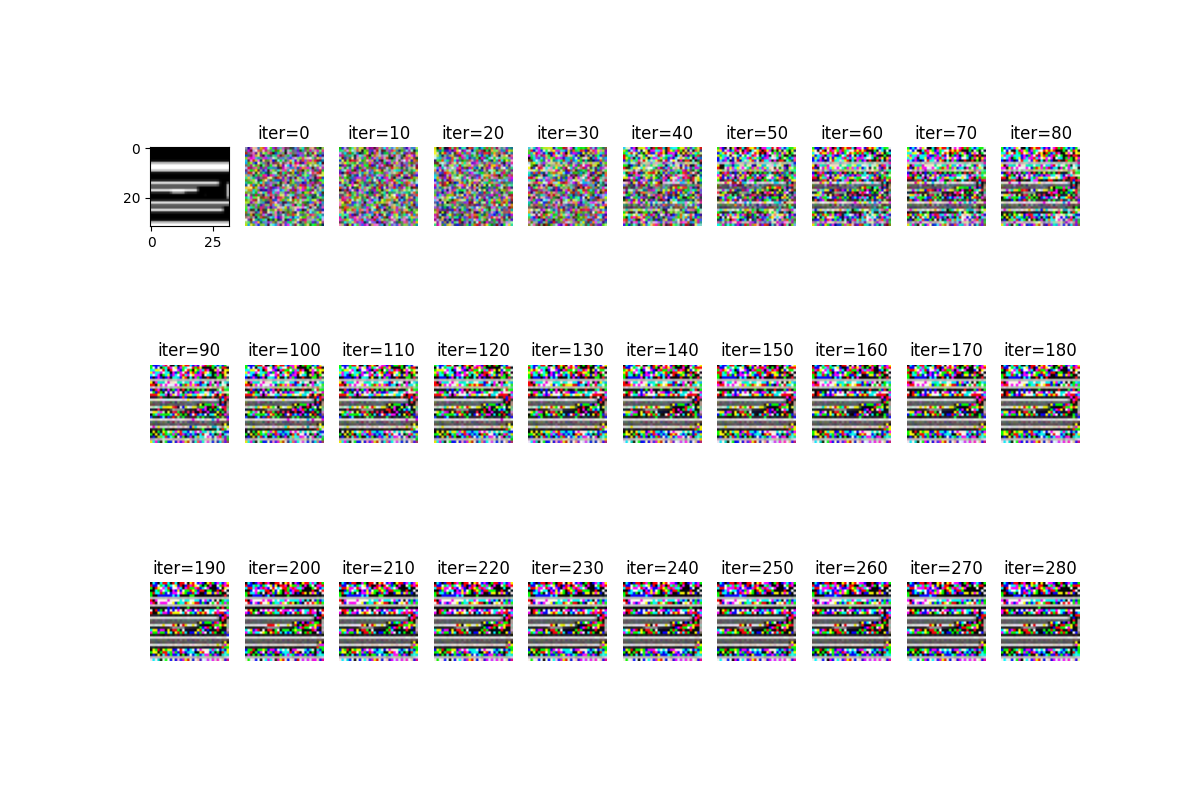 iter=0 iter=10 iter=20 iter=30 iter=40 iter=50 iter=60 iter=70 iter=80
0
20
0 25
iter=90 iter=100 iter=110 iter=120 iter=130 iter=140 iter=150 iter=160 iter=170 iter=180
iter=190 iter=200 iter=210 iter=220 iter=230 iter=240 iter=250 iter=260 iter=270 iter=280